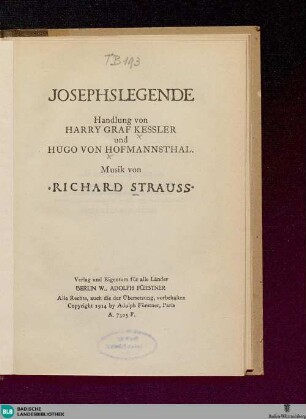 TB 193
JOSEPHSLEGENDE
Handlung von
HARRY GRAF KESSLER
und
HUGO VON HOFMANNSTHAL.
Musik von
RICHARD STRAUSS
Verlag und Eigentum für alle Länder
BERLIN W., ADOLPH FÜRSTNER
Alle Rechte, auch die der Übersetzung, vorbehalten
Copyright 1914 by Adolph Fürstner, Paris
A. 7305 F.
BLB BADISCHE
LANDESBIBLIOTHEK
Baden-Württemberg